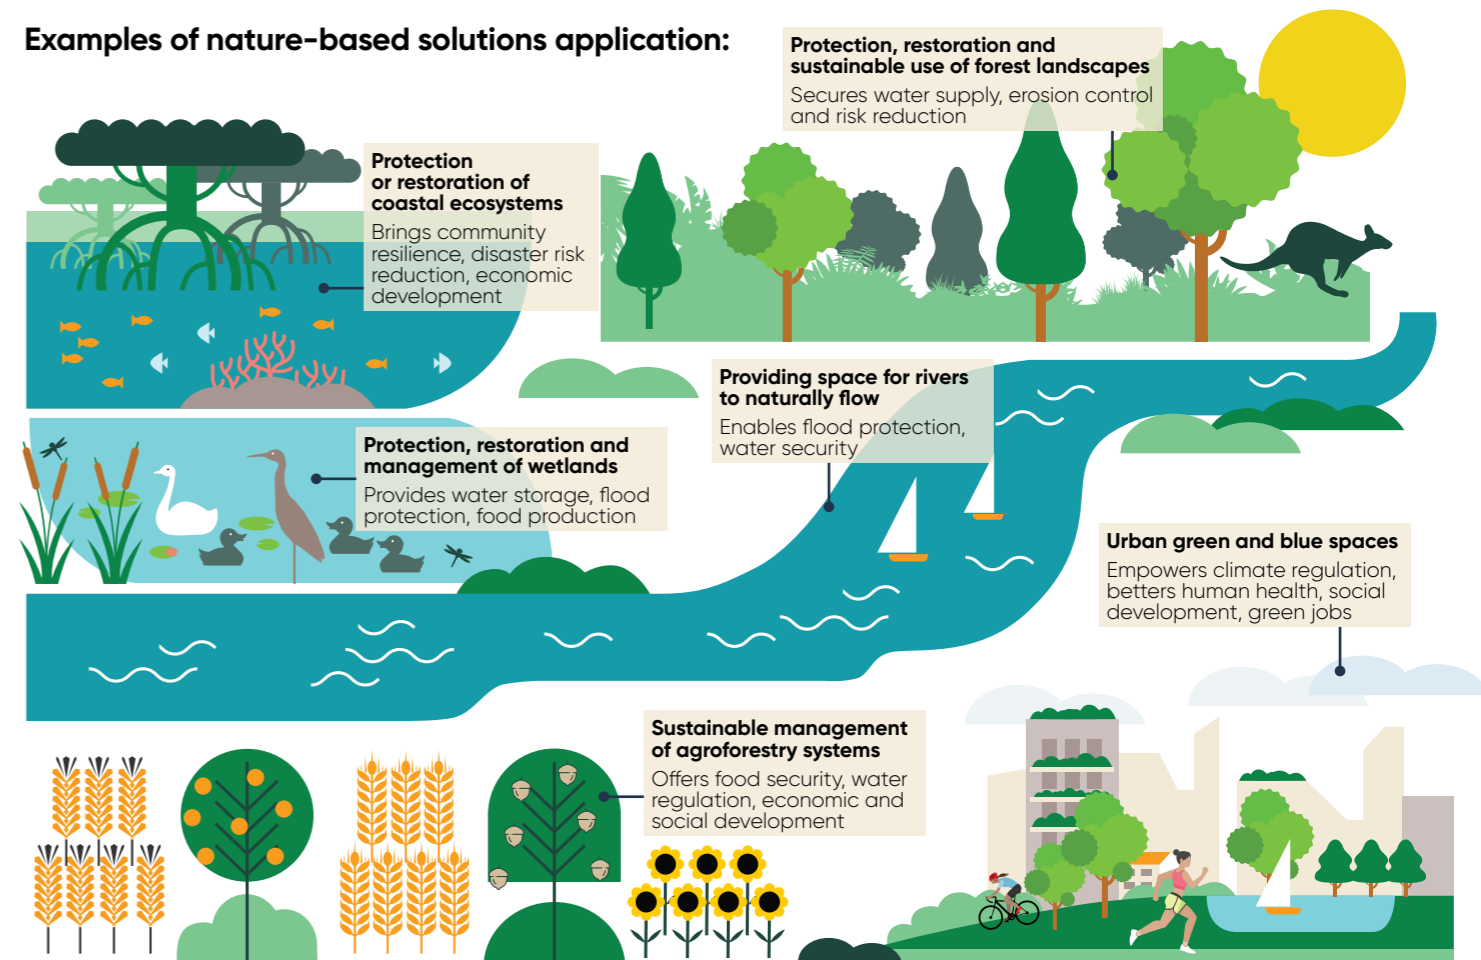 Examples of nature-based solutions application:
Protection, restoration and
sustainable use of forest landscapes
Secures water supply, erosion control
and risk reduction
Protection
or restoration of
coastal ecosystems
Brings community
resilience, disaster risk
reduction, economic
development
Providing space for rivers
to naturally flow
Enables flood protection,
water security
Protection, restoration and
management of wetlands
Provides water storage, flood
protection, food production
Urban green and blue spaces
Empowers climate regulation,
betters human health, social
development, green jobs
Sustainable management
of agroforestry systems
Offers food security, water
regulation, economic and
social development